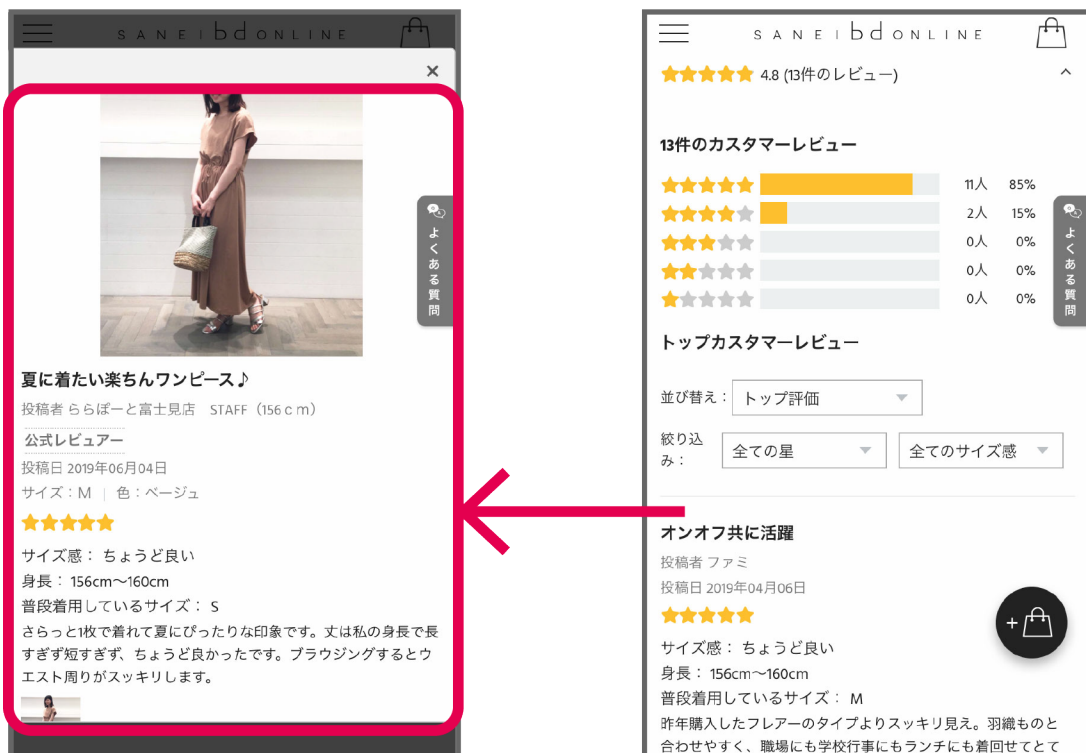 SANEI bd ONLINE
×
よくある質問
夏に着たい楽ちんワンピース♪
投稿者 ららぽーと富士見店 STAFF（156ｃｍ）
公式レビュアー
投稿日 2019年06月04日
サイズ：M | 色：ベージュ
サイズ感： ちょうど良い
身長： 156cm〜160cm
普段着用しているサイズ： S
さらっと1枚で着れて夏にぴったりな印象です。丈は私の身長で長
すぎず短すぎず、ちょうど良かったです。ブラウジングするとウ
エスト周りがスッキリします。
SANEI bd ONLINE
4.8 (13件のレビュー)
13件のカスタマーレビュー
11人 85%
2人 15%
0人 0%
0人 0%
0人 0%
よくある質問
トップカスタマーレビュー
並び替え： トップ評価
絞り込
み： 全ての星 全てのサイズ感
オンオフ共に活躍
投稿者 ファミ
投稿日 2019年04月06日
+
サイズ感： ちょうど良い
身長： 156cm〜160cm
普段着用しているサイズ： M
昨年購入したフレアーのタイプよりスッキリ見え。羽織ものと
合わせやすく、職場にも学校行事にもランチにも着回せてとて